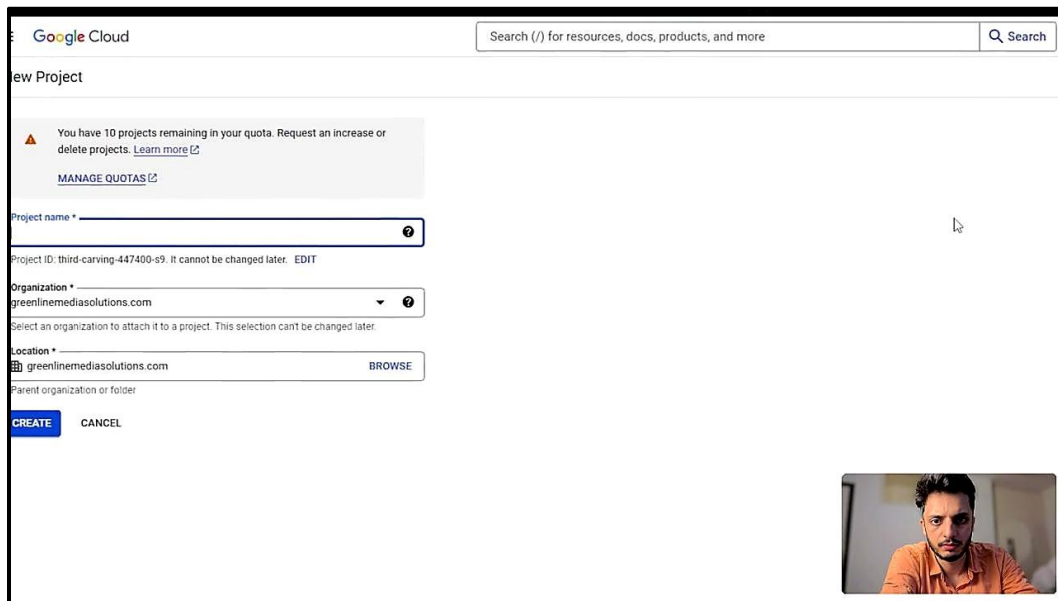 Google Cloud
Search (/) for resources, docs, products, and more
Search
ew Project
You have 10 projects remaining in your quota. Request an increase or
delete projects. Learn more
MANAGE QUOTAS
Project name *
Project ID: third-carving-447400-s9. It cannot be changed later. EDIT
Organization *
greenlinemediasolutions.com
Select an organization to attach it to a project. This selection can't be changed later.
Location *
greenlinemediasolutions.com BROWSE
Parent organization or folder
CREATE CANCEL